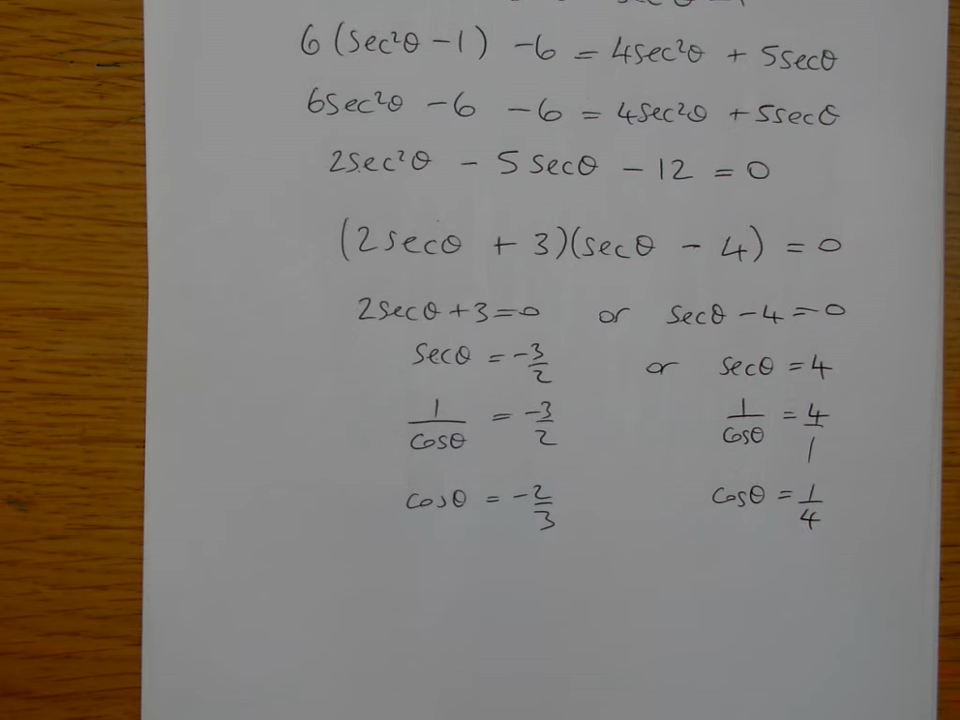 6(sec²θ - 1) - 6 = 4sec²θ + 5secθ
6sec²θ - 6 - 6 = 4sec²θ + 5secθ
2sec²θ - 5secθ - 12 = 0
(2secθ + 3)(secθ - 4) = 0
2secθ + 3 = 0 or secθ - 4 = 0
secθ = -3/2 or secθ = 4
1/cosθ = -3/2 1/cosθ = 4/1
cosθ = -2/3 cosθ = 1/4